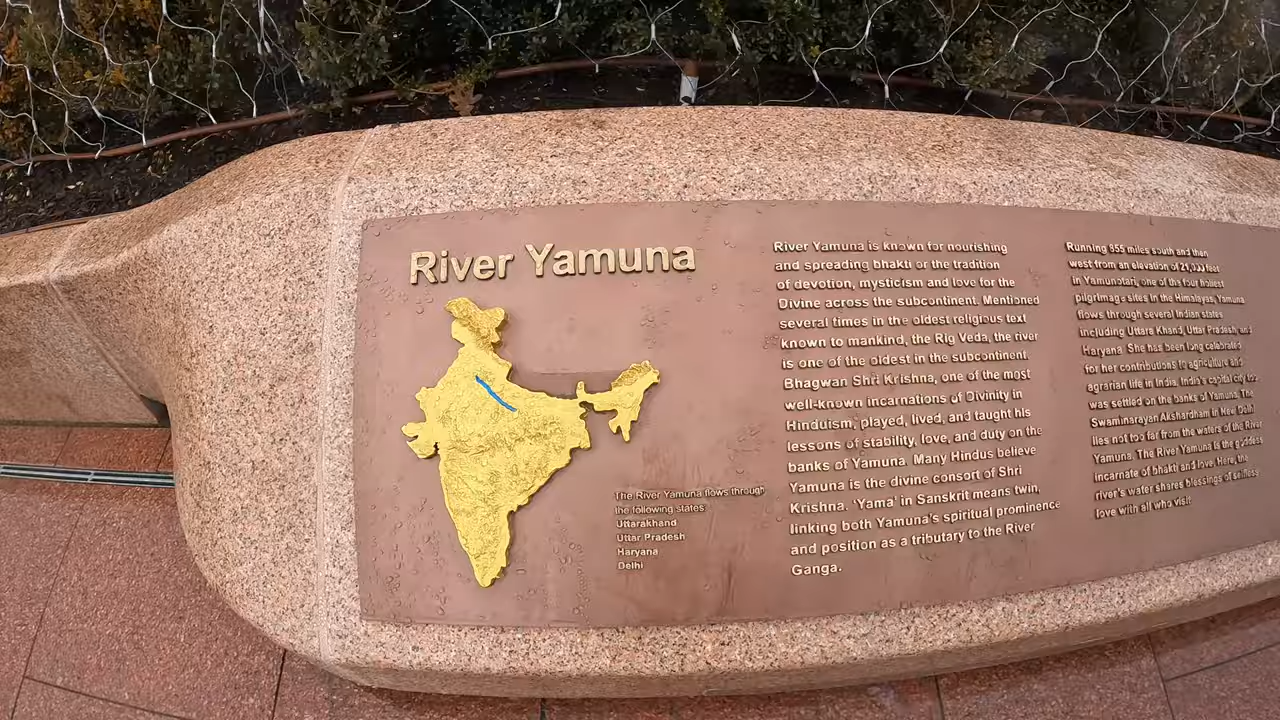 River Yamuna
The River Yamuna flows through
the following states:
Uttarakhand
Uttar Pradesh
Haryana
Delhi
River Yamuna is known for nourishing
and spreading bhakti or the tradition
of devotion, mysticism and love for the
Divine across the subcontinent. Mentioned
several times in the oldest religious text
known to mankind, the Rig Veda, the river
is one of the oldest in the subcontinent
Bhagwan Shri Krishna, one of the most
well-known incarnations of Divinity in
Hinduism, played, lived, and taught his
lessons of stability, love, and duty on the
banks of Yamuna. Many Hindus believe
Yamuna is the divine consort of Shri
Krishna. 'Yama' in Sanskrit means twin,
linking both Yamuna's spiritual prominence
and position as a tributary to the River
Ganga.
Running 855 miles south and then
west from an elevation of feet
in Yamunotri, one of the four holiest
pilgrimage sites in the Himalayas, Yamuna
flows through several Indian states
including Uttara Khand, Uttar Pradesh, and
Haryana. She has been long celebrated
for her contributions to agriculture and
agrarian life in India. India's capital city too
was settled on the banks of Yamuna. The
Swaminarayan Akshardham in New Delhi
lies not too far from the waters of the River
Yamuna. The River Yamuna is the goddess
incarnate of bhakti and love. Here, the
river's water shares blessings of selfless
love with all who visit.